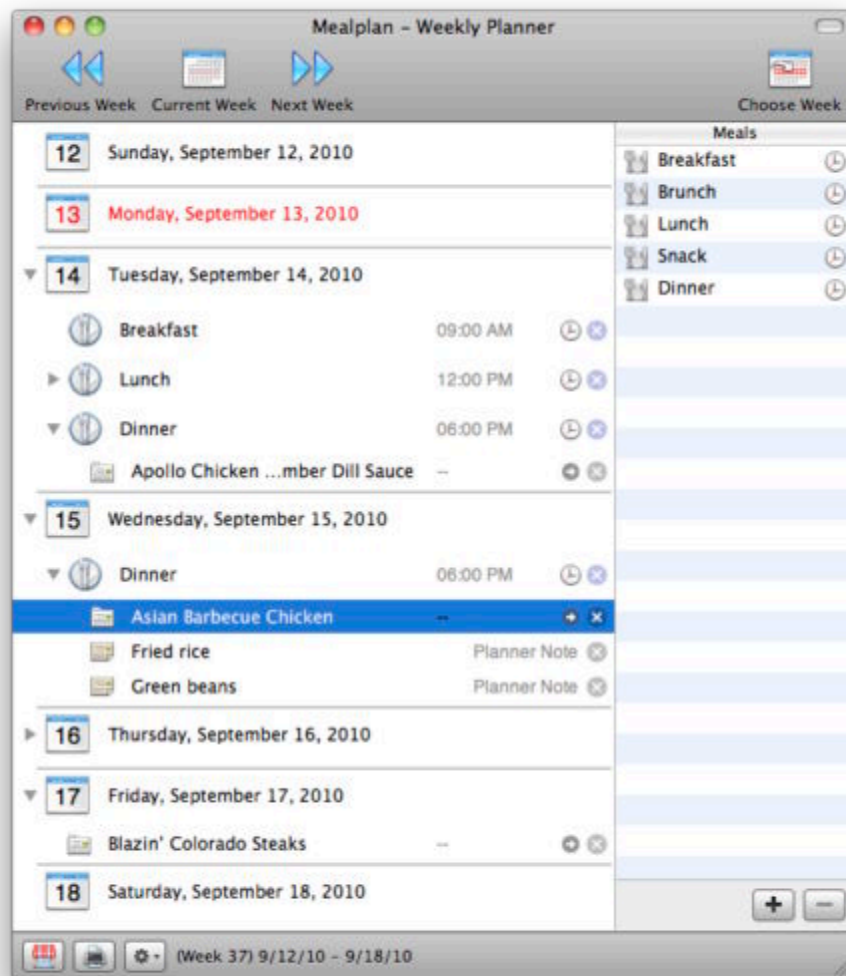 Mealplan – Weekly Planner
Previous Week Current Week Next Week Choose Week
12 Sunday, September 12, 2010
13 Monday, September 13, 2010
14 Tuesday, September 14, 2010
Breakfast 09:00 AM
Lunch 12:00 PM
Dinner 06:00 PM
Apollo Chicken ...mber Dill Sauce --
15 Wednesday, September 15, 2010
Dinner 06:00 PM
Asian Barbecue Chicken --
Fried rice Planner Note
Green beans Planner Note
16 Thursday, September 16, 2010
17 Friday, September 17, 2010
Blazin' Colorado Steaks --
18 Saturday, September 18, 2010
Meals
Breakfast
Brunch
Lunch
Snack
Dinner
(Week 37) 9/12/10 – 9/18/10